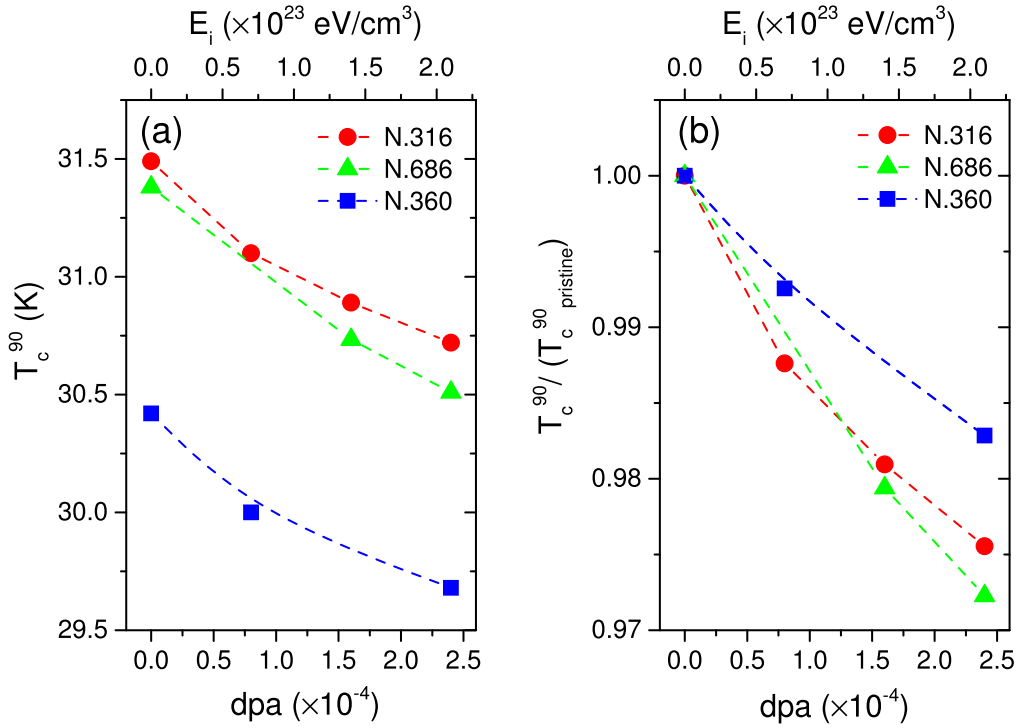 E_i (×10^23 eV/cm^3)
0.0 0.5 1.0 1.5 2.0
(a)
N.316
N.686
N.360
31.5
31.0
30.5
30.0
29.5
T_c^90 (K)
0.0 0.5 1.0 1.5 2.0 2.5
dpa (×10^-4)
E_i (×10^23 eV/cm^3)
0.0 0.5 1.0 1.5 2.0
(b)
N.316
N.686
N.360
1.00
0.99
0.98
0.97
T_c^90/ (T_c^90 pristine)
0.0 0.5 1.0 1.5 2.0 2.5
dpa (×10^-4)